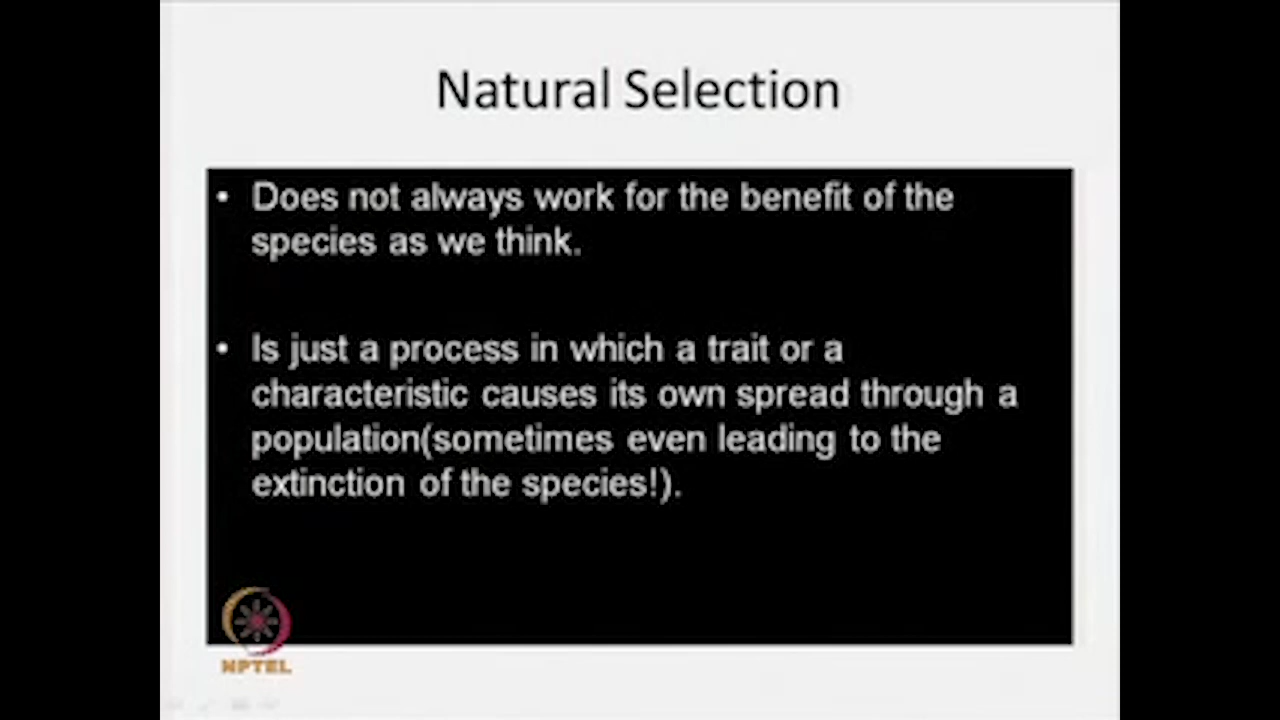 Natural Selection
• Does not always work for the benefit of the
species as we think.
• Is just a process in which a trait or a
characteristic causes its own spread through a
population(sometimes even leading to the
extinction of the species!).
NPTEL